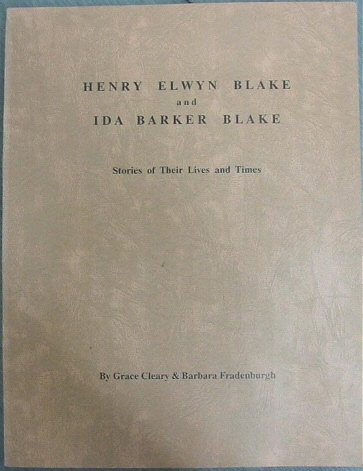 HENRY ELWYN BLAKE
and
IDA BARKER BLAKE
Stories of Their Lives and Times
By Grace Cleary & Barbara Fradenburgh